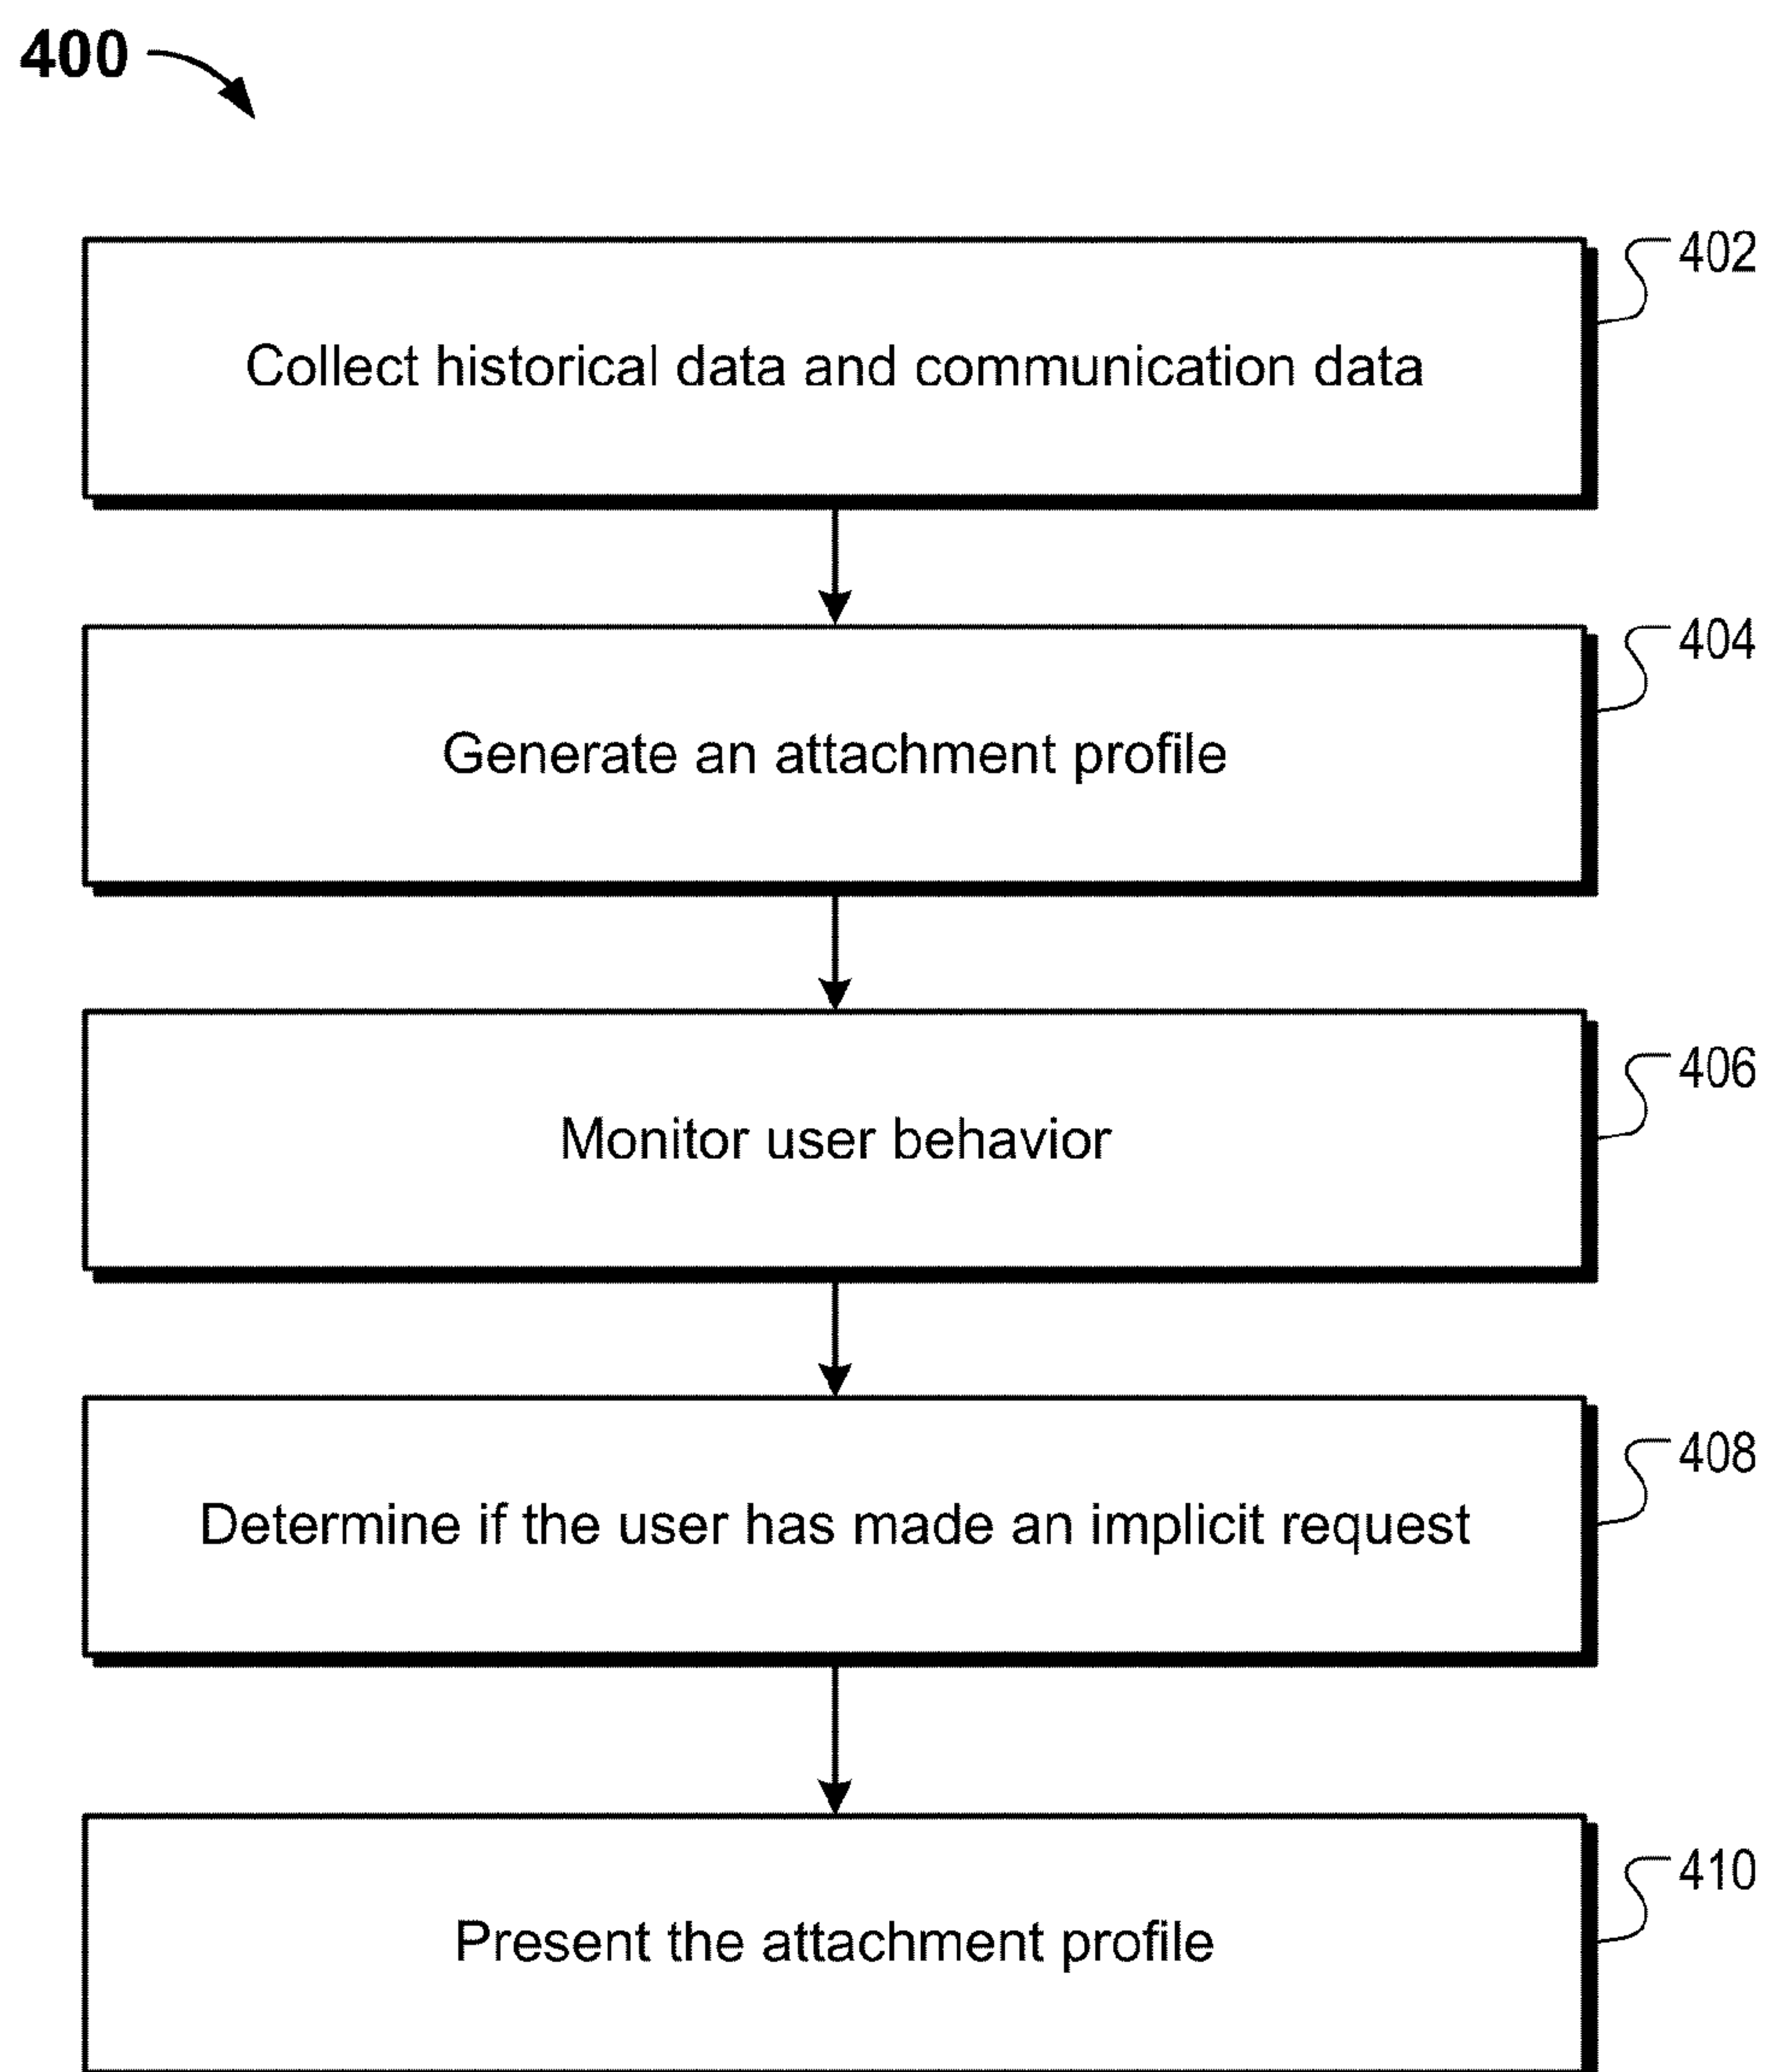 400
402
Collect historical data and communication data
404
Generate an attachment profile
406
Monitor user behavior
408
Determine if the user has made an implicit request
410
Present the attachment profile